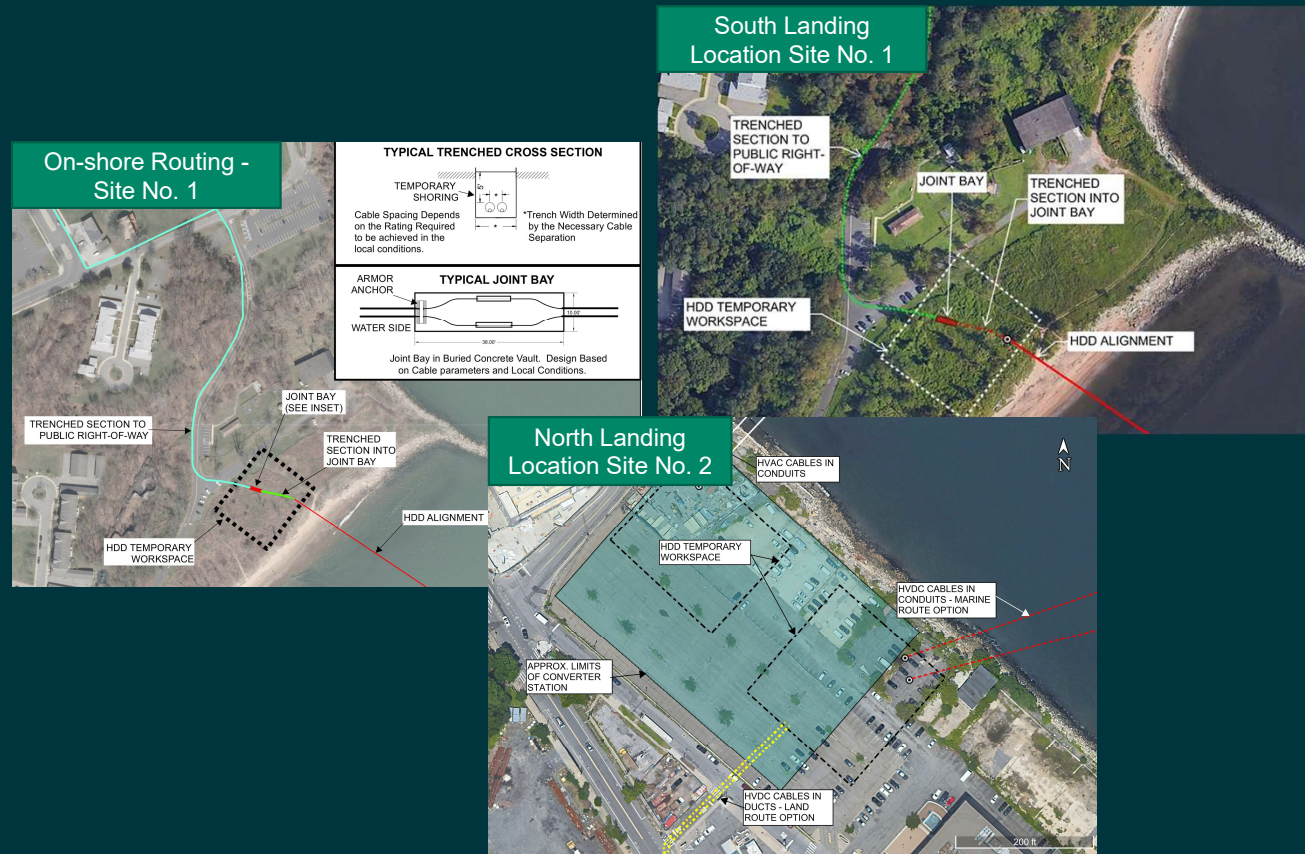 On-shore Routing -
Site No. 1
TYPICAL TRENCHED CROSS SECTION
TEMPORARY
SHORING
5'
*
*
Cable Spacing Depends
on the Rating Required
to be achieved in the
local conditions.
*Trench Width Determined
by the Necessary Cable
Separation
TYPICAL JOINT BAY
ARMOR
ANCHOR
WATER SIDE
10.00'
38.00'
Joint Bay in Buried Concrete Vault. Design Based
on Cable parameters and Local Conditions.
JOINT BAY
(SEE INSET)
TRENCHED SECTION TO
PUBLIC RIGHT-OF-WAY
TRENCHED
SECTION INTO
JOINT BAY
HDD ALIGNMENT
HDD TEMPORARY
WORKSPACE
South Landing
Location Site No. 1
TRENCHED
SECTION TO
PUBLIC RIGHT-
OF-WAY
JOINT BAY
TRENCHED
SECTION INTO
JOINT BAY
HDD TEMPORARY
WORKSPACE
HDD ALIGNMENT
North Landing
Location Site No. 2
HVAC CABLES IN
CONDUITS
N
HDD TEMPORARY
WORKSPACE
HVDC CABLES IN
CONDUITS - MARINE
ROUTE OPTION
APPROX. LIMITS
OF CONVERTER
STATION
HVDC CABLES IN
DUCTS - LAND
ROUTE OPTION
200 ft